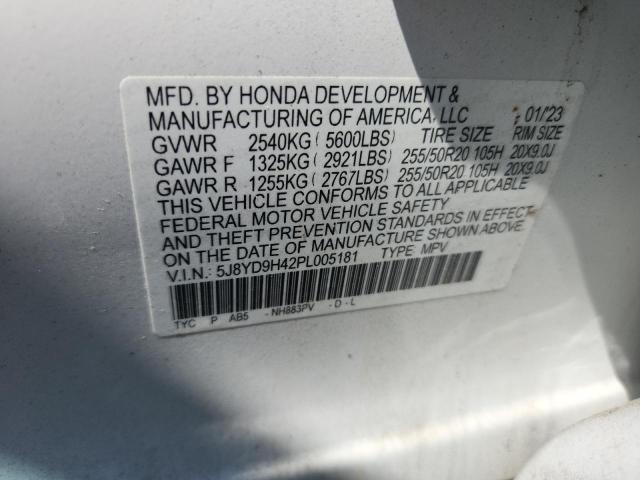 MFD. BY HONDA DEVELOPMENT &
MANUFACTURING OF AMERICA, LLC 01/23
GVWR 2540KG ( 5600LBS) TIRE SIZE RIM SIZE
GAWR F 1325KG ( 2921LBS) 255/50R20 105H 20X9.0J
GAWR R 1255KG ( 2767LBS) 255/50R20 105H 20X9.0J
THIS VEHICLE CONFORMS TO ALL APPLICABLE
FEDERAL MOTOR VEHICLE SAFETY
AND THEFT PREVENTION STANDARDS IN EFFECT
ON THE DATE OF MANUFACTURE SHOWN ABOVE.
V.I.N.: 5J8YD9H42PL005181 TYPE MPV
TYC P AB5 -NH883PV -D-L